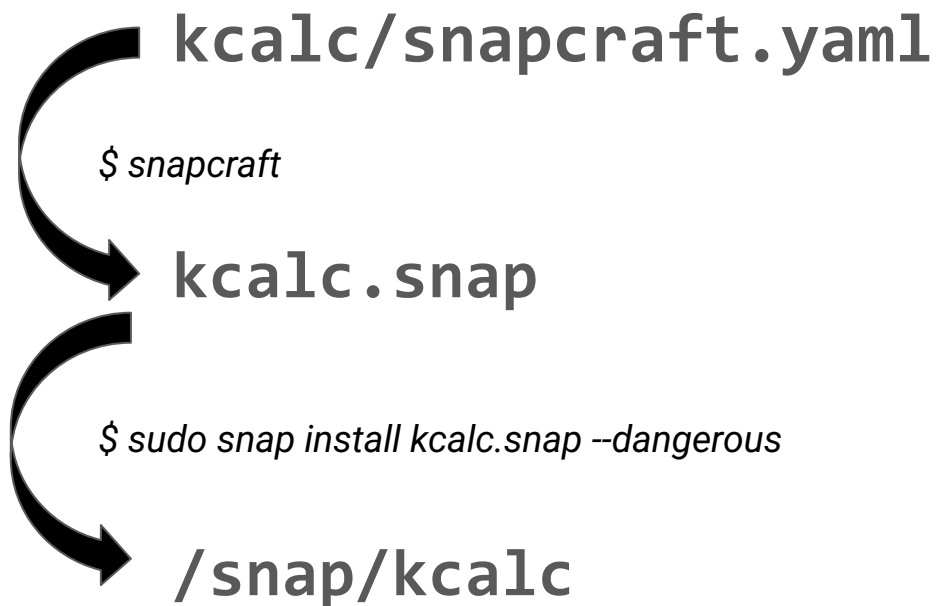 kcalc/snapcraft.yaml
$ snapcraft
kcalc.snap
$ sudo snap install kcalc.snap --dangerous
/snap/kcalc